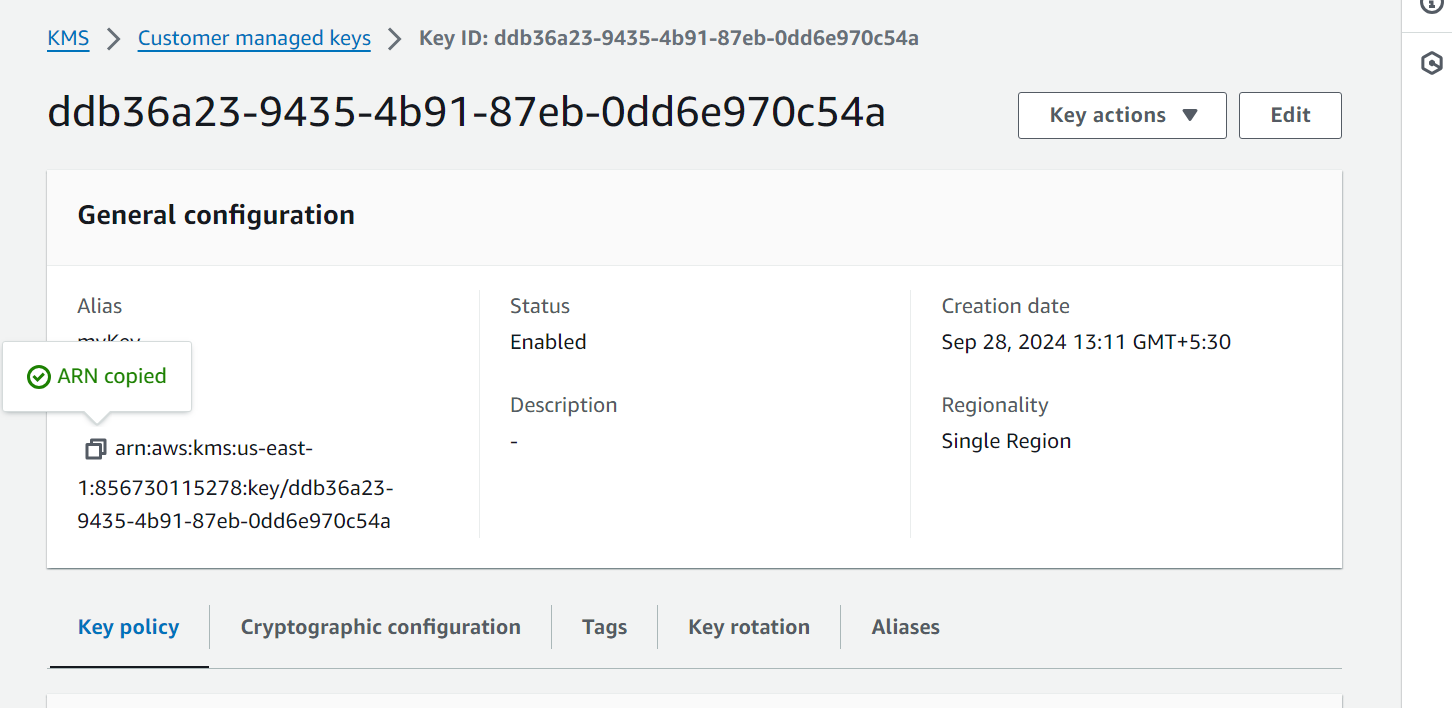 KMS > Customer managed keys > Key ID: ddb36a23-9435-4b91-87eb-0dd6e970c54a
ddb36a23-9435-4b91-87eb-0dd6e970c54a
Key actions
Edit
General configuration
Alias
myKey
ARN copied
arn:aws:kms:us-east-
1:856730115278:key/ddb36a23-
9435-4b91-87eb-0dd6e970c54a
Status
Enabled
Description
-
Creation date
Sep 28, 2024 13:11 GMT+5:30
Regionality
Single Region
Key policy
Cryptographic configuration
Tags
Key rotation
Aliases